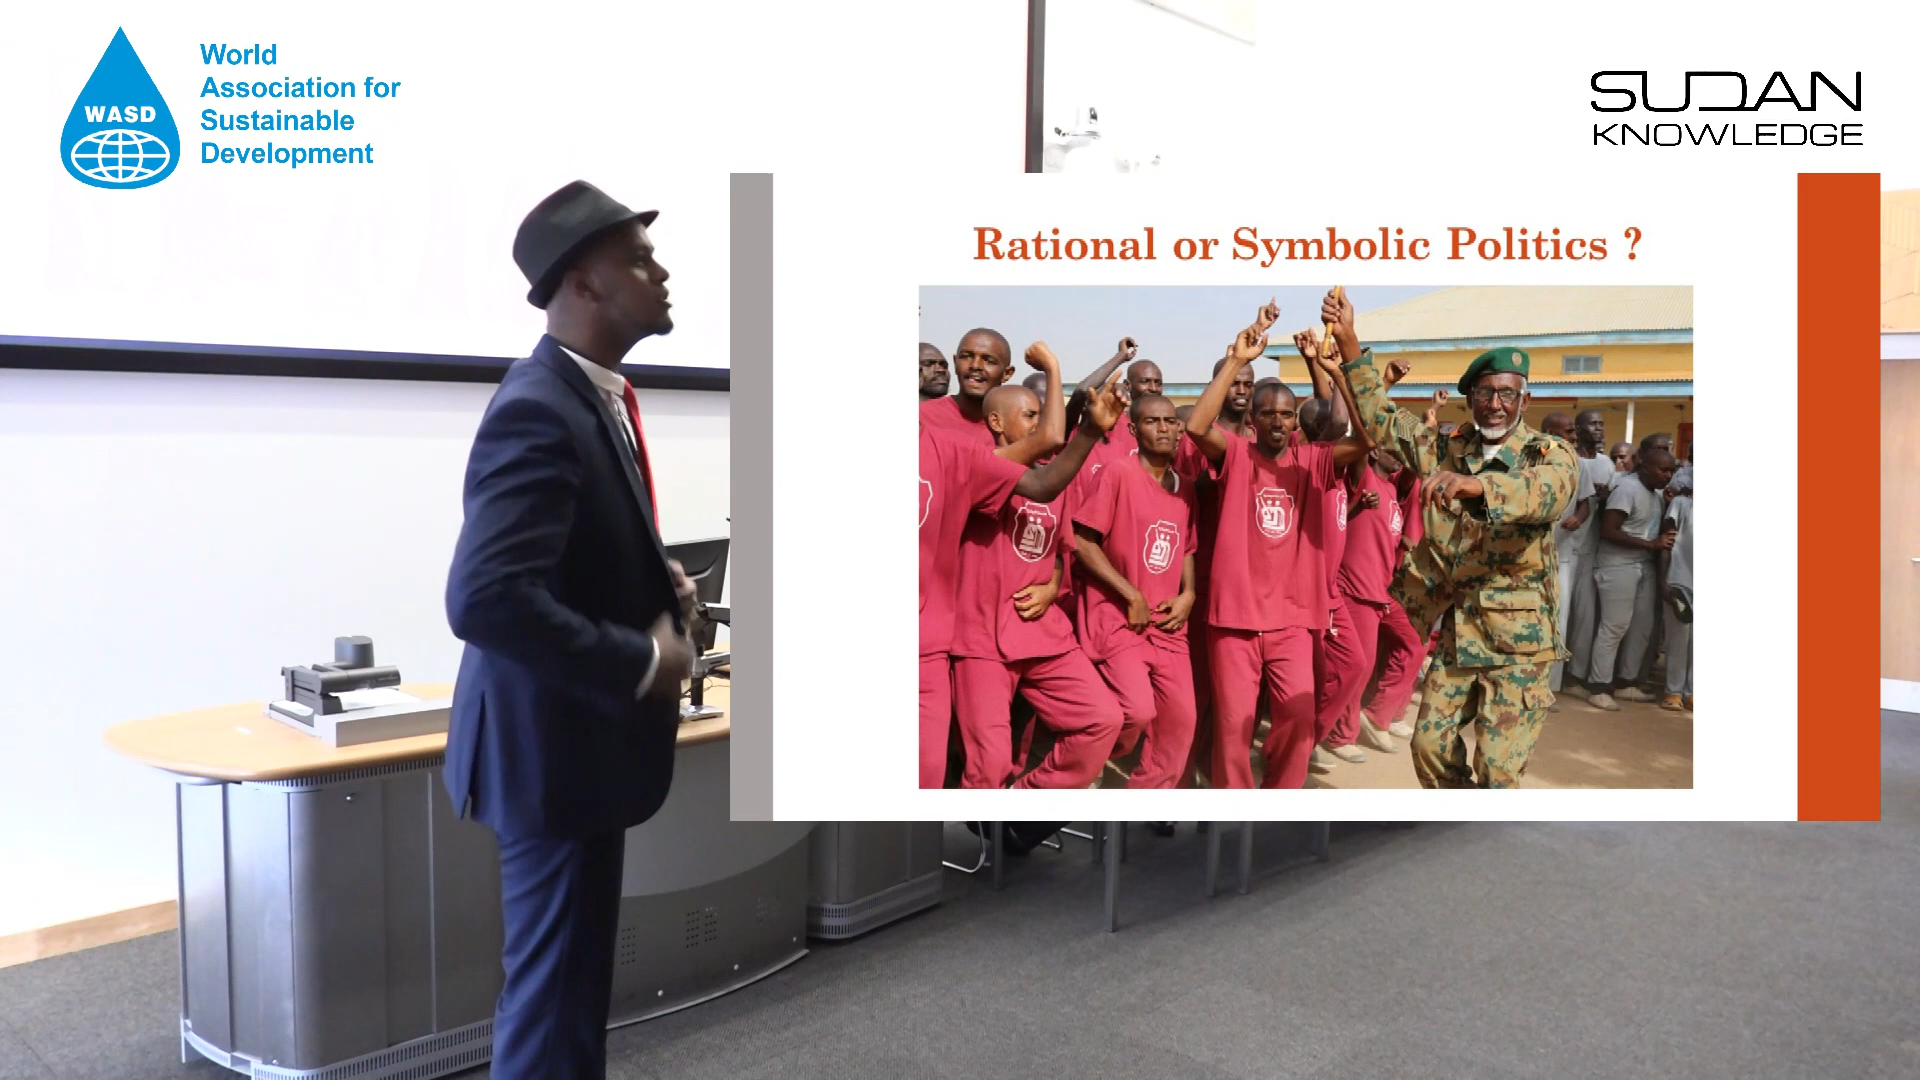 WASD
World
Association for
Sustainable
Development
SUDAN
KNOWLEDGE
Rational or Symbolic Politics ?